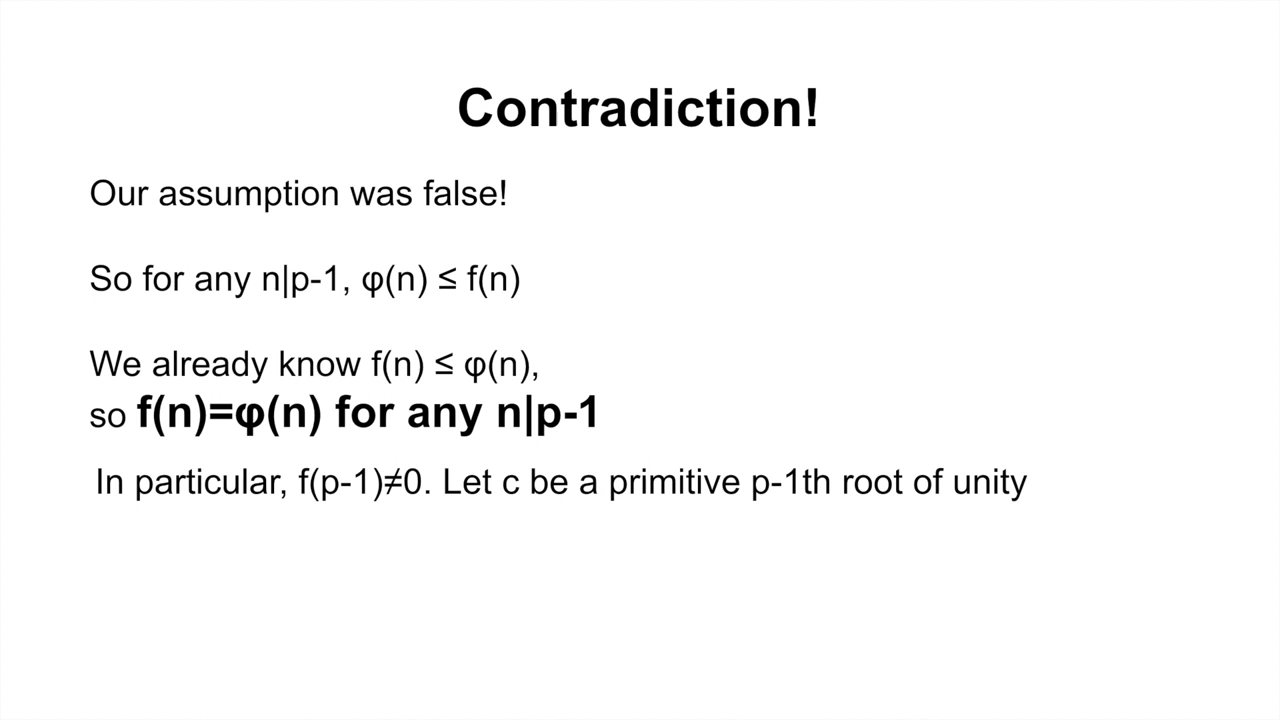 Contradiction!
Our assumption was false!
So for any n|p-1, φ(n) ≤ f(n)
We already know f(n) ≤ φ(n),
so f(n)=φ(n) for any n|p-1
In particular, f(p-1)≠0. Let c be a primitive p-1th root of unity